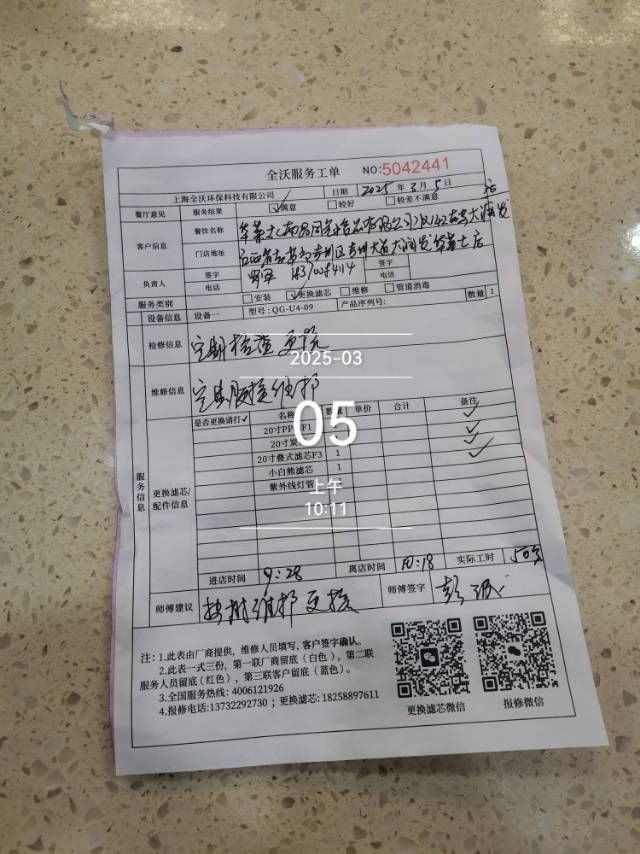 全沃服务工单 NO:5042441
上海全沃环保科技有限公司 日期 2025 年 3 月 5 日
餐厅意见 服务结果 ☑满意 □较好 □较差不满意
客户信息 餐饮名称
门店地址
负责人 签字 签字
电话 电话
服务类别 □安装 ☑更换滤芯 □维修 □管道消毒
设备信息 设备一 型号: QG-U4-09 产品序列号: 数量 1
检修信息 定期检查更换
维修信息 定期 维护
服务信息
更换滤芯/配件信息
是否更换请打✓ 名称 数量 单价 合计 备注
20寸PP F1 ✓
20寸炭 ✓
20寸叠式滤芯F3 1 ✓
小白熊滤芯 1 ✓
紫外线灯管
进店时间 9:28 离店时间 10:18 实际工时 50分
师傅建议 按时维护更换 师傅签字 彭
注: 1.此表由厂商提供, 维修人员填写, 客户签字确认。
2.此表一式三份, 第一联厂商留底 (白色), 第二联
服务人员留底 (红色), 第三联客户留底 (蓝色)。
3.全国服务热线: 4006121926
4.报修电话:13732292730 ; 更换滤芯: 18258897611
更换滤芯微信 报修微信
2025-03
05
上午
10:11